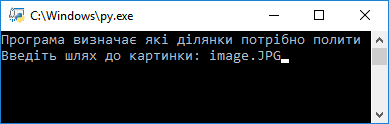 C:\Windows\py.exe
Програма визначає які ділянки потрібно полити
Введіть шлях до картинки: image.JPG